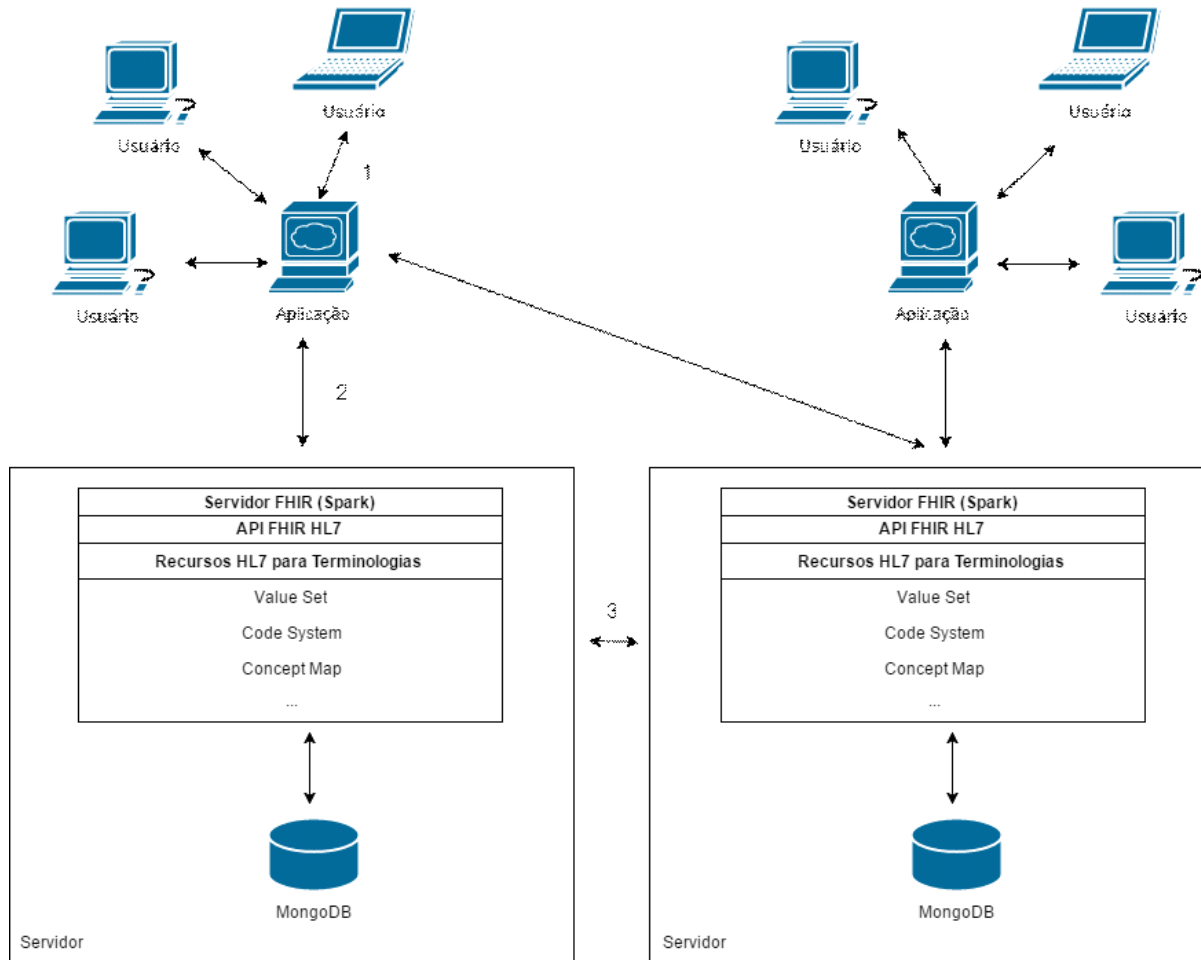 Usuário
Usuário
1
Usuário
Aplicação
2
Usuário
Usuário
Aplicação
Usuário
Servidor FHIR (Spark)
API FHIR HL7
Recursos HL7 para Terminologias
Value Set
Code System
Concept Map
...
MongoDB
Servidor
3
Servidor FHIR (Spark)
API FHIR HL7
Recursos HL7 para Terminologias
Value Set
Code System
Concept Map
...
MongoDB
Servidor